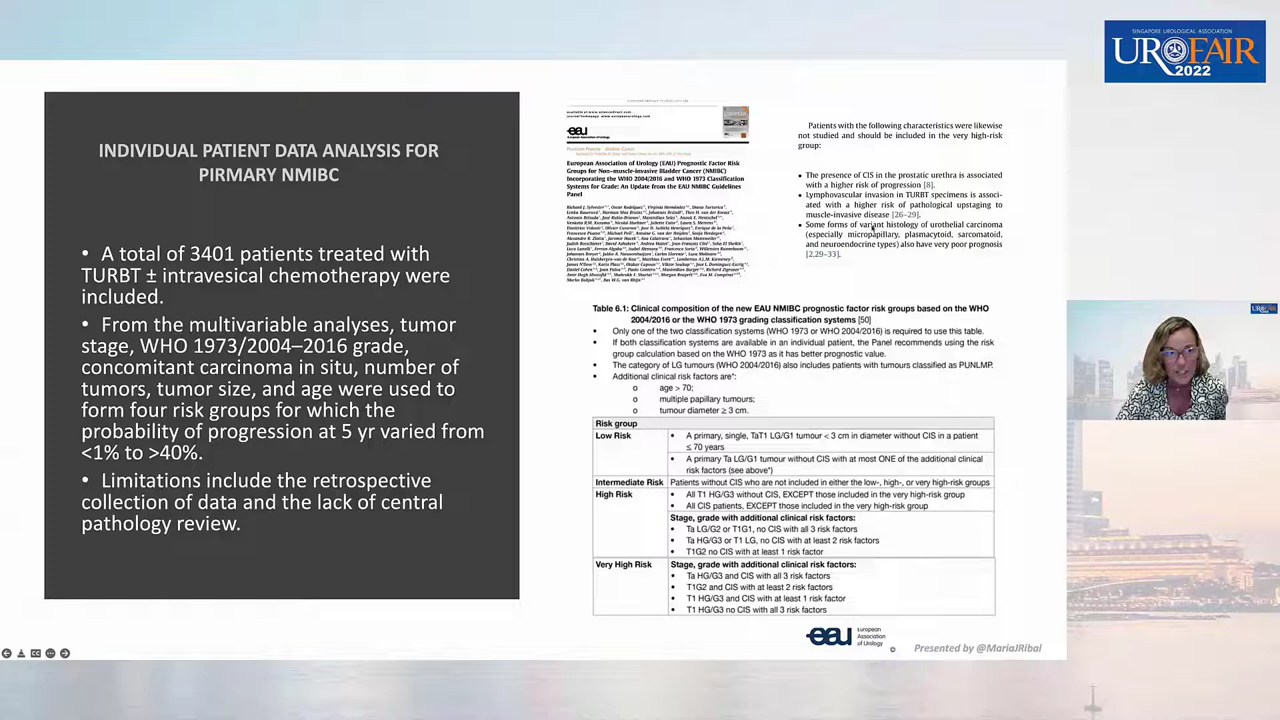 SINGAPORE UROLOGICAL ASSOCIATION
UROFAIR
2022
INDIVIDUAL PATIENT DATA ANALYSIS FOR
PIRMARY NMIBC
• A total of 3401 patients treated with
TURBT ± intravesical chemotherapy were
included.
• From the multivariable analyses, tumor
stage, WHO 1973/2004–2016 grade,
concomitant carcinoma in situ, number of
tumors, tumor size, and age were used to
form four risk groups for which the
probability of progression at 5 yr varied from
<1% to >40%.
• Limitations include the retrospective
collection of data and the lack of central
pathology review.
available at www.sciencedirect.com
journal homepage: www.europeanurology.com
eau
European Association of Urology
European Association of Urology (EAU) Prognostic Factor Risk
Groups for Non–muscle-invasive Bladder Cancer (NMIBC)
Incorporating the WHO 2004/2016 and WHO 1973 Classification
Systems for Grade: An Update from the EAU NMIBC Guidelines
Panel
Patients with the following characteristics were likewise
not studied and should be included in the very high-risk
group:
• The presence of CIS in the prostatic urethra is associated
with a higher risk of progression [8].
• Lymphovascular invasion in TURBT specimens is associ-
ated with a higher risk of pathological upstaging to
muscle-invasive disease [26–29].
• Some forms of variant histology of urothelial carcinoma
(especially micropapillary, plasmacytoid, sarcomatoid,
and neuroendocrine types) also have very poor prognosis
[2,29–33].
Table 6.1: Clinical composition of the new EAU NMIBC prognostic factor risk groups based on the WHO
2004/2016 or the WHO 1973 grading classification systems [50]
• Only one of the two classification systems (WHO 1973 or WHO 2004/2016) is required to use this table.
• If both classification systems are available in an individual patient, the Panel recommends using the risk
group calculation based on the WHO 1973 as it has better prognostic value.
• The category of LG tumours (WHO 2004/2016) also includes patients with tumours classified as PUNLMP.
• Additional clinical risk factors are*:
o age > 70;
o multiple papillary tumours;
o tumour diameter ≥ 3 cm.
Risk group
Low Risk
• A primary, single, TaT1 LG/G1 tumour < 3 cm in diameter without CIS in a patient
≤ 70 years
• A primary Ta LG/G1 tumour without CIS with at most ONE of the additional clinical
risk factors (see above*)
Intermediate Risk Patients without CIS who are not included in either the low-, high-, or very high-risk groups
High Risk
• All T1 HG/G3 without CIS, EXCEPT those included in the very high-risk group
• All CIS patients, EXCEPT those included in the very high-risk group
Stage, grade with additional clinical risk factors:
• Ta LG/G2 or T1G1, no CIS with all 3 risk factors
• Ta HG/G3 or T1 LG, no CIS with at least 2 risk factors
• T1G2 no CIS with at least 1 risk factor
Very High Risk
Stage, grade with additional clinical risk factors:
• Ta HG/G3 and CIS with all 3 risk factors
• T1G2 and CIS with at least 2 risk factors
• T1 HG/G3 and CIS with at least 1 risk factor
• T1 HG/G3 no CIS with all 3 risk factors
eau
European
Association
of Urology
©
Presented by @MariaJRibal